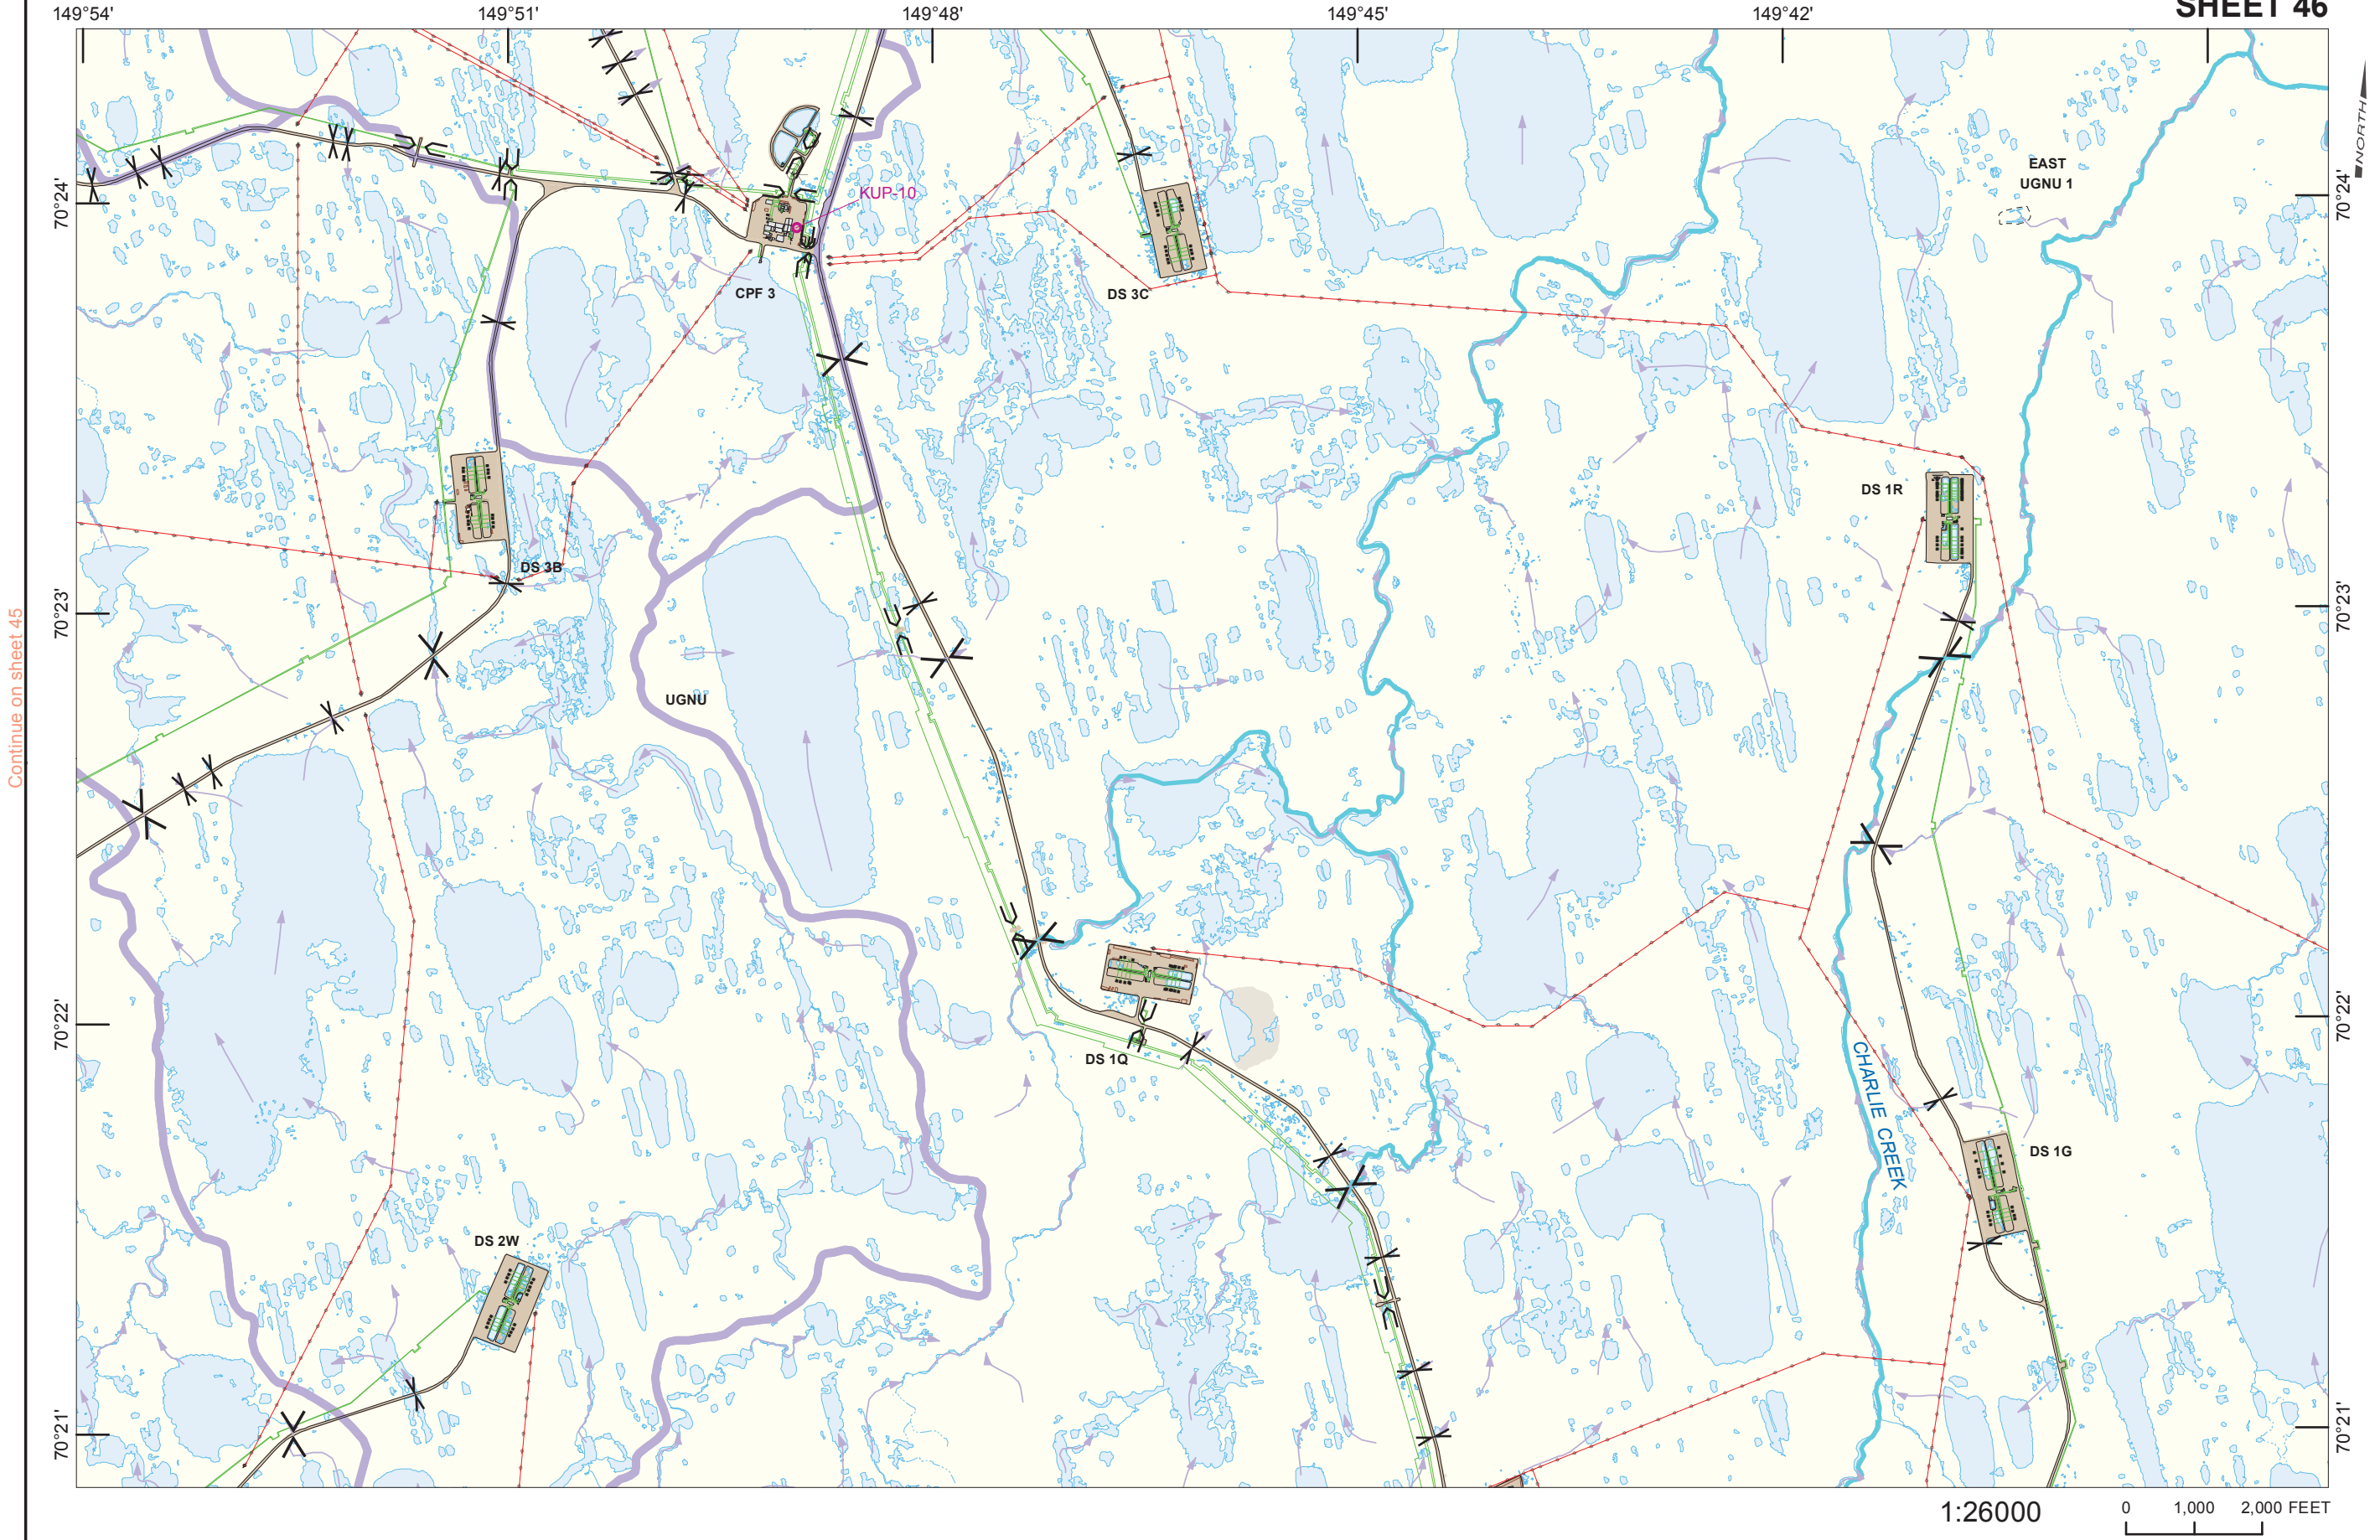 SHEET 46
149°54'
149°51'
149°48'
149°45'
149°42'
NORTH
EAST
UGNU 1
70°24'
KUP-10
70°24'
CPF 3
DS 3C
DS 1R
DS 3B
70°23'
70°23'
Continue on sheet 45
UGNU
70°22'
70°22'
DS 1Q
CHARLIE CREEK
DS 1G
DS 2W
70°21'
70°21'
1:26000
0 1,000 2,000 FEET